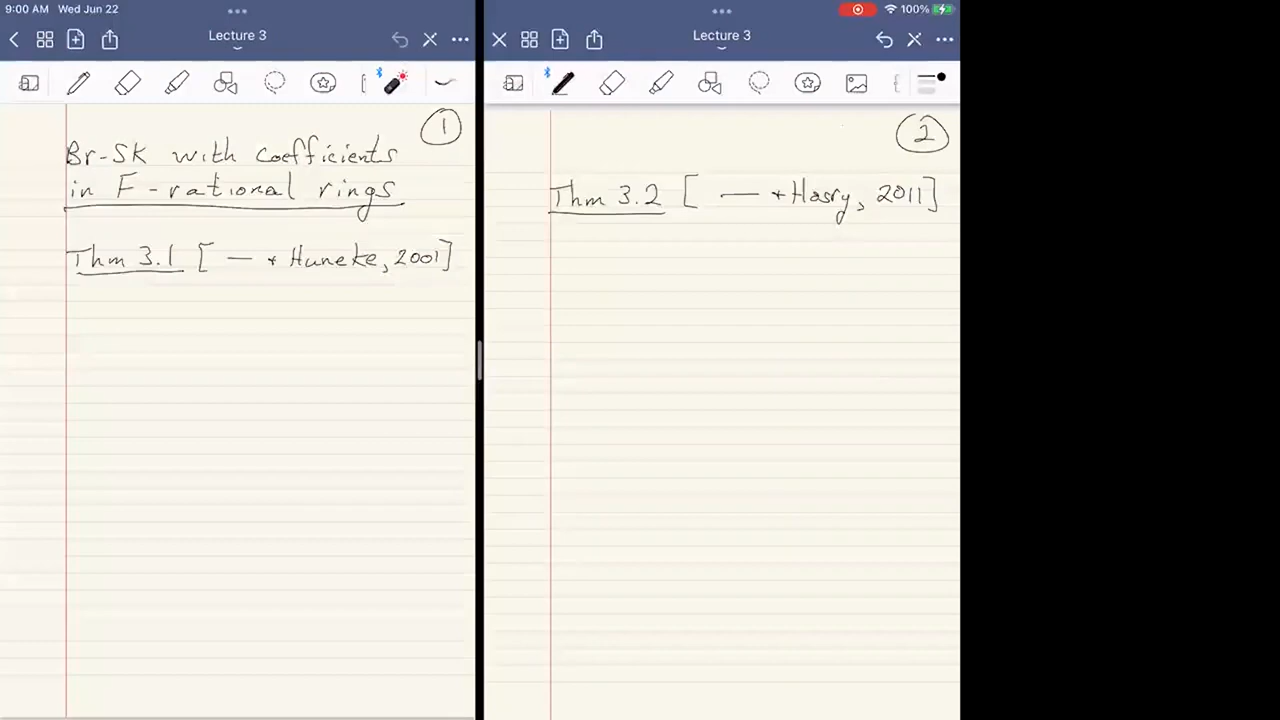 9:00 AM Wed Jun 22
100%
Lecture 3
Lecture 3
1
Br-SK with coefficients
in F-rational rings
Thm 3.1 [ — + Huneke, 2001]
2
Thm 3.2 [ — + Hosry, 2011]